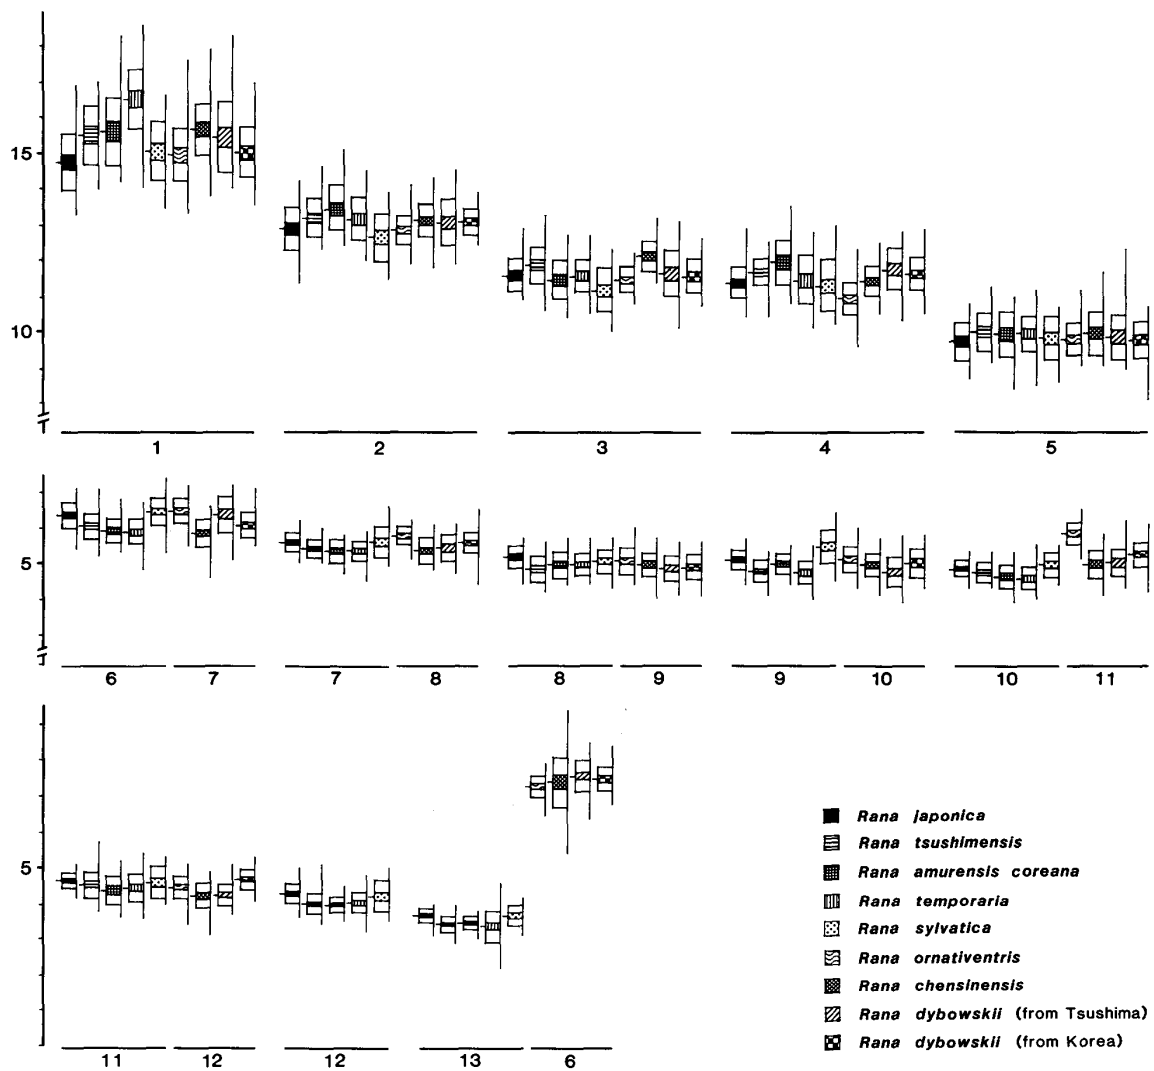 15
10
1 2 3 4 5
5
6 7 7 8 8 9 9 10 10 11
5
Rana japonica
Rana tsushimensis
Rana amurensis coreana
Rana temporaria
Rana sylvatica
Rana ornativentris
Rana chensinensis
Rana dybowskii (from Tsushima)
Rana dybowskii (from Korea)
11 12 12 13 6